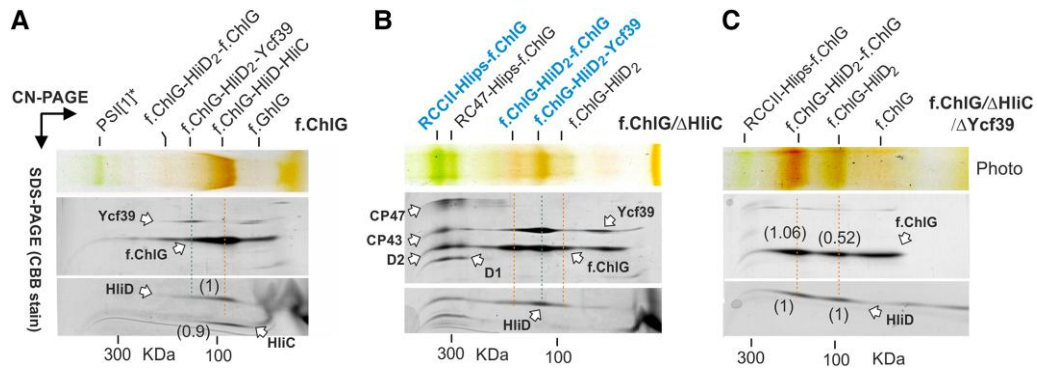 A
CN-PAGE
SDS-PAGE (CBB stain)
PSI[1]*
f.ChlG-HliD2-f.ChlG
f.ChlG-HliD2-Ycf39
f.ChlG-HliD-HliC
f.GhlG
f.ChlG
Ycf39
f.ChlG
HliD
(1)
(0.9)
HliC
300 KDa 100
B
RCCII-Hlips-f.ChlG
RC47-Hlips-f.ChlG
f.ChlG-HliD2-f.ChlG
f.ChlG-HliD2-Ycf39
f.ChlG-HliD2
f.ChlG/ΔHliC
CP47
Ycf39
CP43
D2
D1
f.ChlG
HliD
300 KDa 100
C
RCCII-Hlips-f.ChlG
f.ChlG-HliD2-f.ChlG
f.ChlG-HliD2
f.ChlG
f.ChlG/ΔHliC
/ΔYcf39
Photo
(1.06)
(0.52)
f.ChlG
(1)
(1)
HliD
300 100 KDa